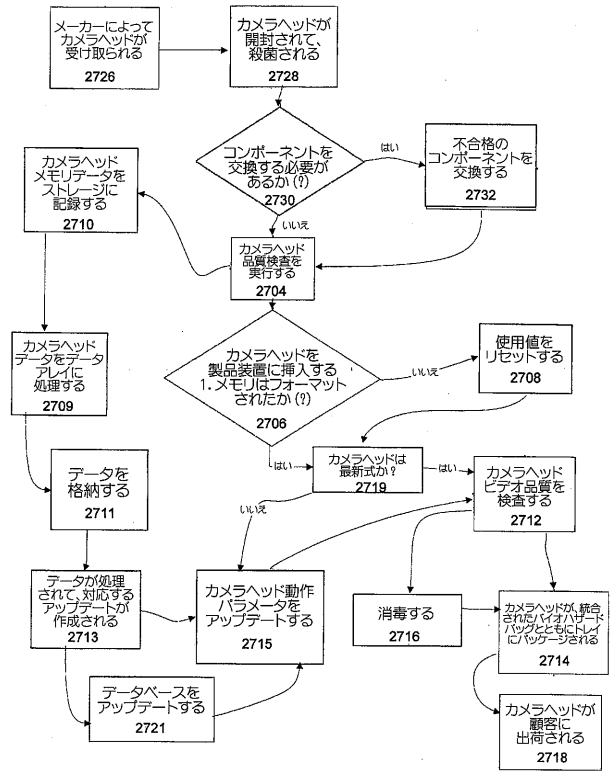 メーカーによって
カメラヘッドが
受け取られる
2726
カメラヘッドが
開封されて、
殺菌される
2728
コンポーネントを
交換する必要が
あるか(?)
2730
はい
不合格の
コンポーネントを
交換する
2732
いいえ
カメラヘッド
メモリデータを
ストレージに
記録する
2710
カメラヘッド
品質検査を
実行する
2704
カメラヘッド
データをデータ
アレイに
処理する
2709
カメラヘッドを
製品装置に挿入する
1.メモリはフォーマット
されたか(?)
2706
いいえ
使用値を
リセットする
2708
はい
カメラヘッドは
最新式か?
2719
はい
いいえ
データを
格納する
2711
カメラヘッド
ビデオ品質を
検査する
2712
データが処理
されて、対応する
アップデートが
作成される
2713
カメラヘッド動作
パラメータを
アップデートする
2715
消毒する
2716
カメラヘッドが、統合
されたバイオハザード
バッグとともにトレイ
にパッケージされる
2714
データベースを
アップデートする
2721
カメラヘッドが
顧客に
出荷される
2718